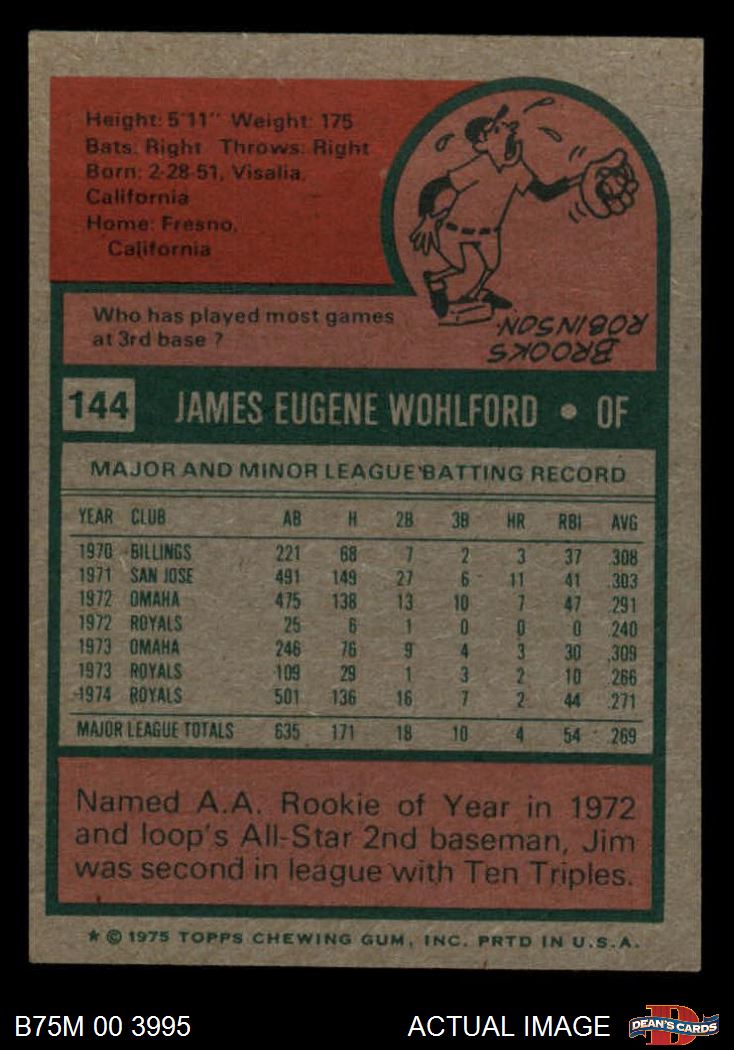 Height: 5'11" Weight: 175
Bats: Right Throws: Right
Born: 2-28-51, Visalia,
California
Home: Fresno,
California
Who has played most games
at 3rd base ?
BROOKS
ROBINSON
144 JAMES EUGENE WOHLFORD • OF
MAJOR AND MINOR LEAGUE BATTING RECORD
YEAR CLUB AB H 2B 3B HR RBI AVG
1970 BILLINGS 221 68 7 2 3 37 .308
1971 SAN JOSE 491 149 27 6 11 41 .303
1972 OMAHA 475 138 13 10 7 47 .291
1972 ROYALS 25 6 1 0 0 0 .240
1973 OMAHA 246 76 9 4 3 30 .309
1973 ROYALS 109 29 1 3 2 10 .266
1974 ROYALS 501 136 16 7 2 44 .271
MAJOR LEAGUE TOTALS 635 171 18 10 4 54 .269
Named A.A. Rookie of Year in 1972
and loop's All-Star 2nd baseman, Jim
was second in league with Ten Triples.
* © 1975 TOPPS CHEWING GUM, INC. PRTD IN U.S.A.
B75M 00 3995 ACTUAL IMAGE DEAN'S CARDS